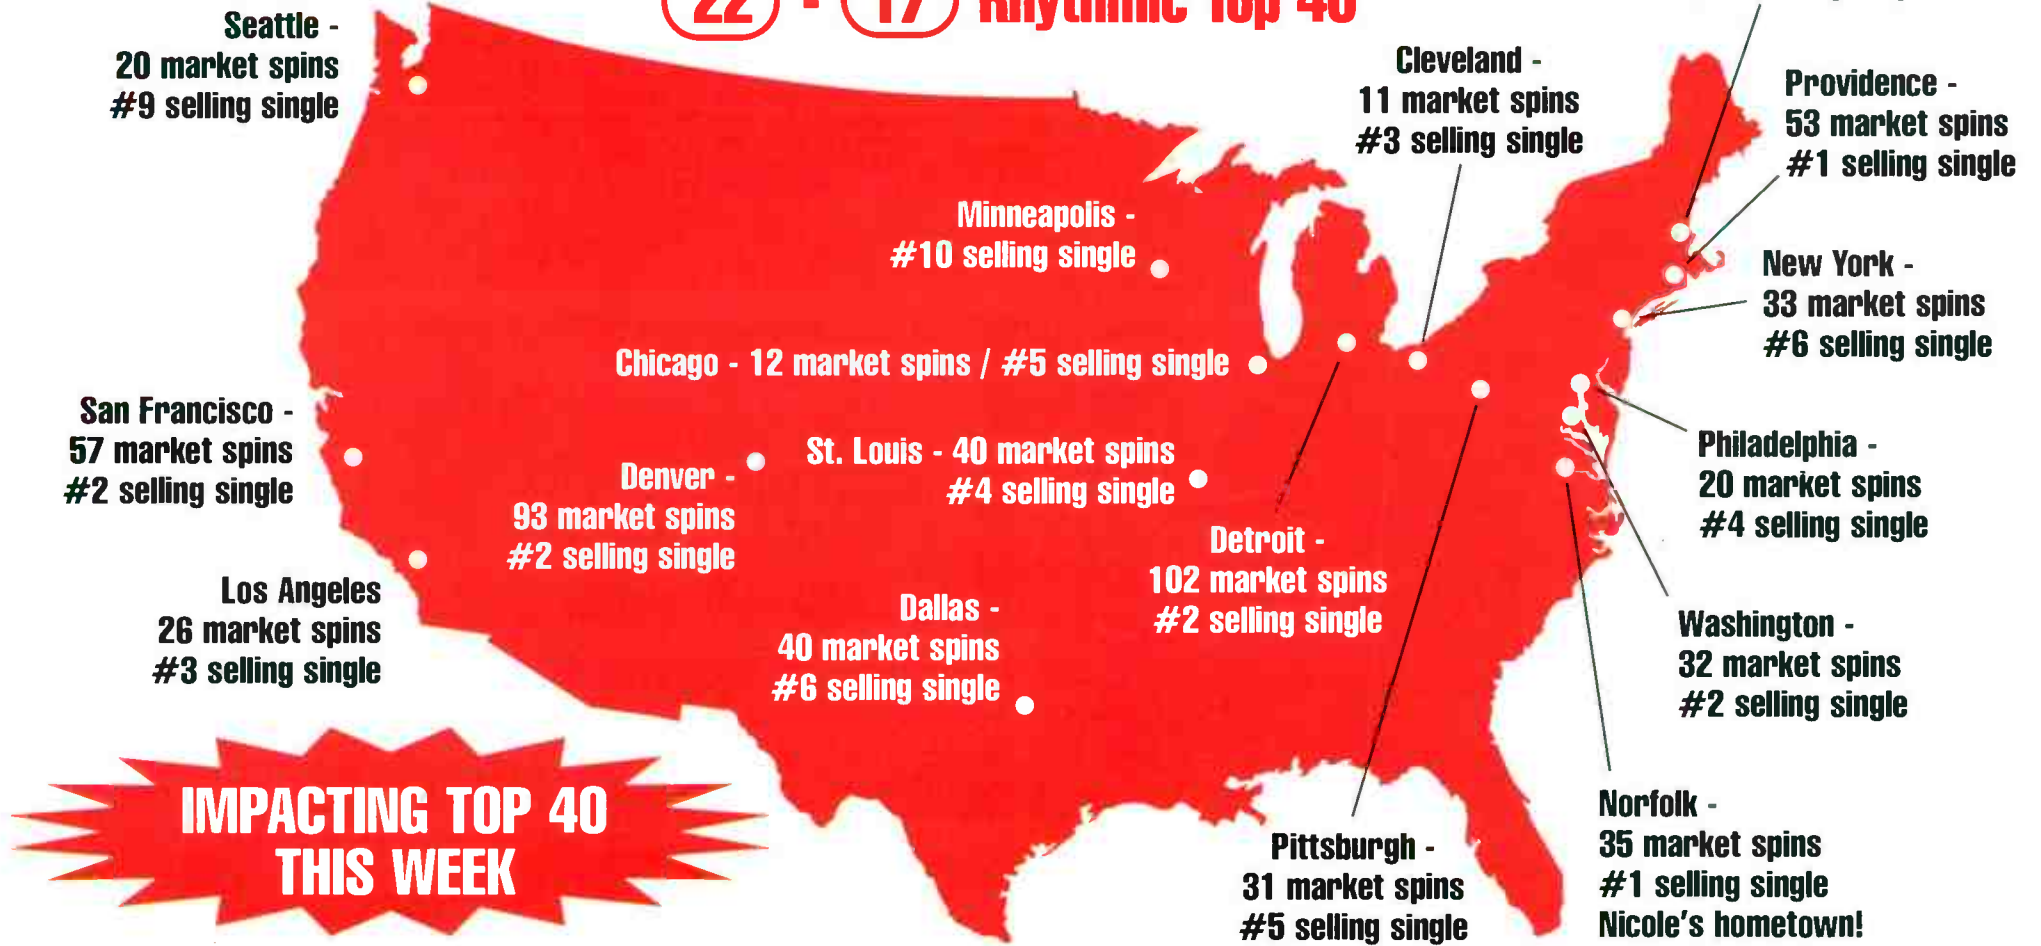 22 - 17 Rhythmic Top 40
Seattle -
20 market spins
#9 selling single
Cleveland -
11 market spins
#3 selling single
Providence -
53 market spins
#1 selling single
Minneapolis -
#10 selling single
New York -
33 market spins
#6 selling single
Chicago - 12 market spins / #5 selling single
San Francisco -
57 market spins
#2 selling single
Denver -
93 market spins
#2 selling single
St. Louis - 40 market spins
#4 selling single
Philadelphia -
20 market spins
#4 selling single
Detroit -
102 market spins
#2 selling single
Los Angeles
26 market spins
#3 selling single
Dallas -
40 market spins
#6 selling single
Washington -
32 market spins
#2 selling single
IMPACTING TOP 40
THIS WEEK
Pittsburgh -
31 market spins
#5 selling single
Norfolk -
35 market spins
#1 selling single
Nicole's hometown!